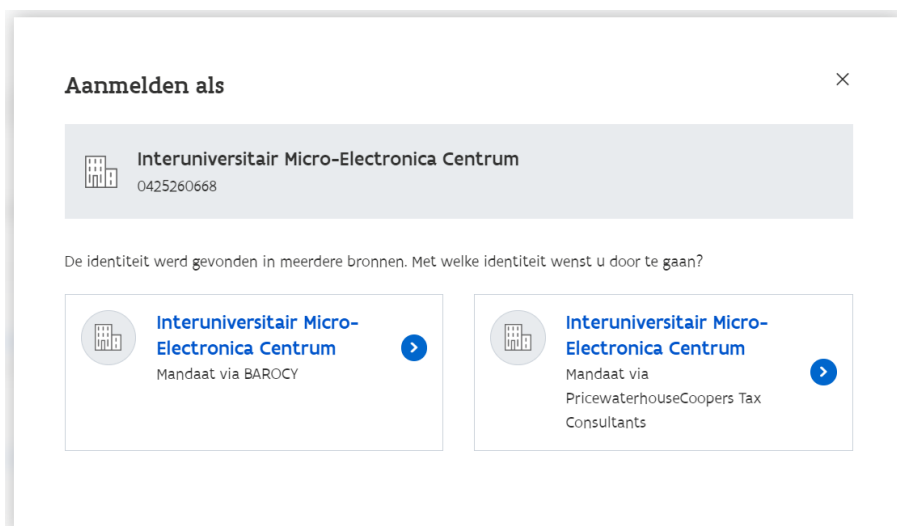 Aanmelden als
Interuniversitair Micro-Electronica Centrum
0425260668
De identiteit werd gevonden in meerdere bronnen. Met welke identiteit wenst u door te gaan?
Interuniversitair Micro-
Electronica Centrum
Mandaat via BAROCY
Interuniversitair Micro-
Electronica Centrum
Mandaat via
PricewaterhouseCoopers Tax
Consultants